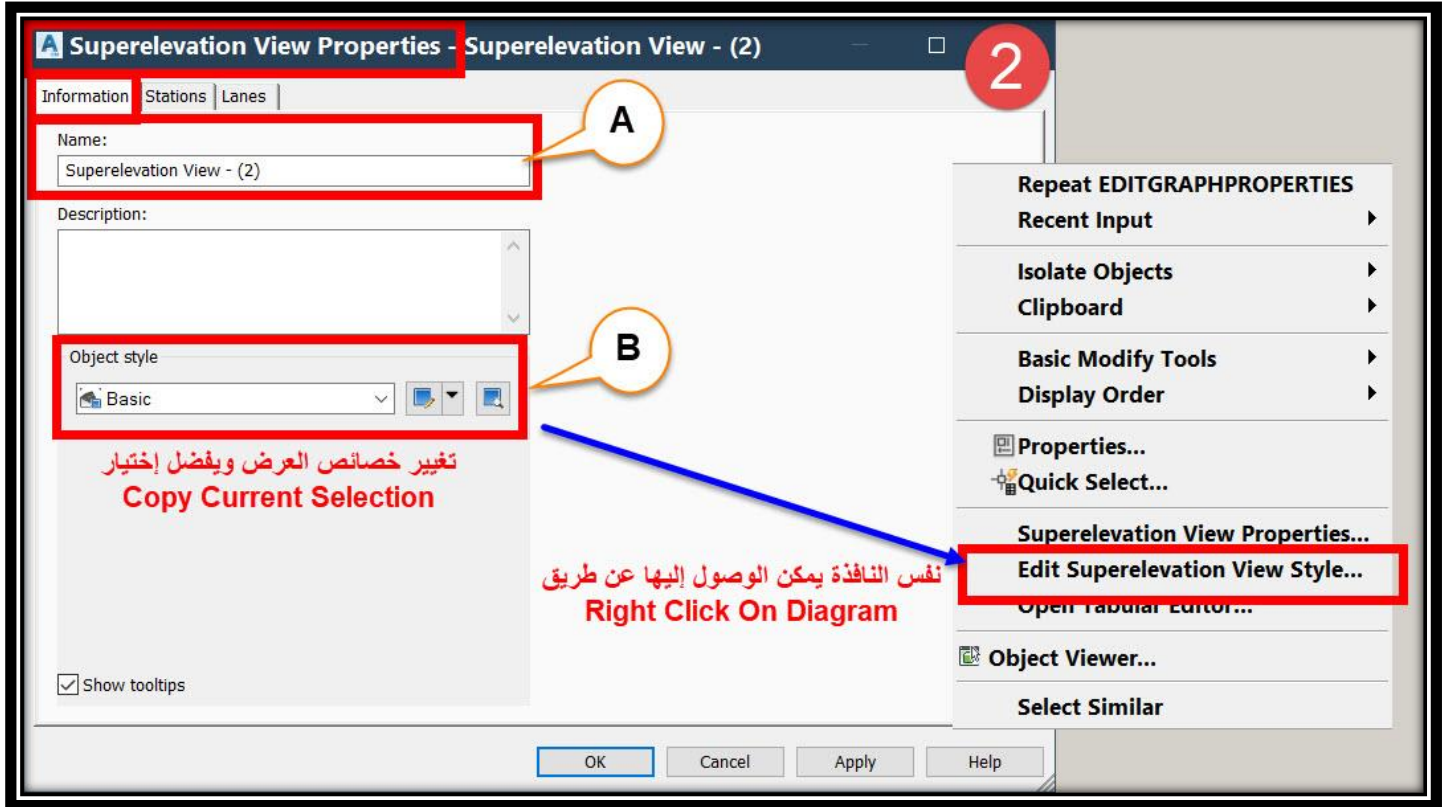 Superelevation View Properties - Superelevation View - (2)
2
Information
Stations
Lanes
A
Name:
Superelevation View - (2)
Description:
B
Object style
Basic
تغيير خصائص العرض ويفضل إختيار
Copy Current Selection
نفس النافذة يمكن الوصول إليها عن طريق
Right Click On Diagram
Show tooltips
OK
Cancel
Apply
Help
Repeat EDITGRAPHPROPERTIES
Recent Input
Isolate Objects
Clipboard
Basic Modify Tools
Display Order
Properties...
Quick Select...
Superelevation View Properties...
Edit Superelevation View Style...
Open Tabular Editor...
Object Viewer...
Select Similar